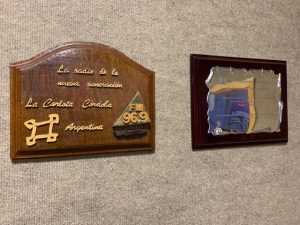 La radio de la
nueva generación
La Carlota Córdoba
Argentina
FM
96.9